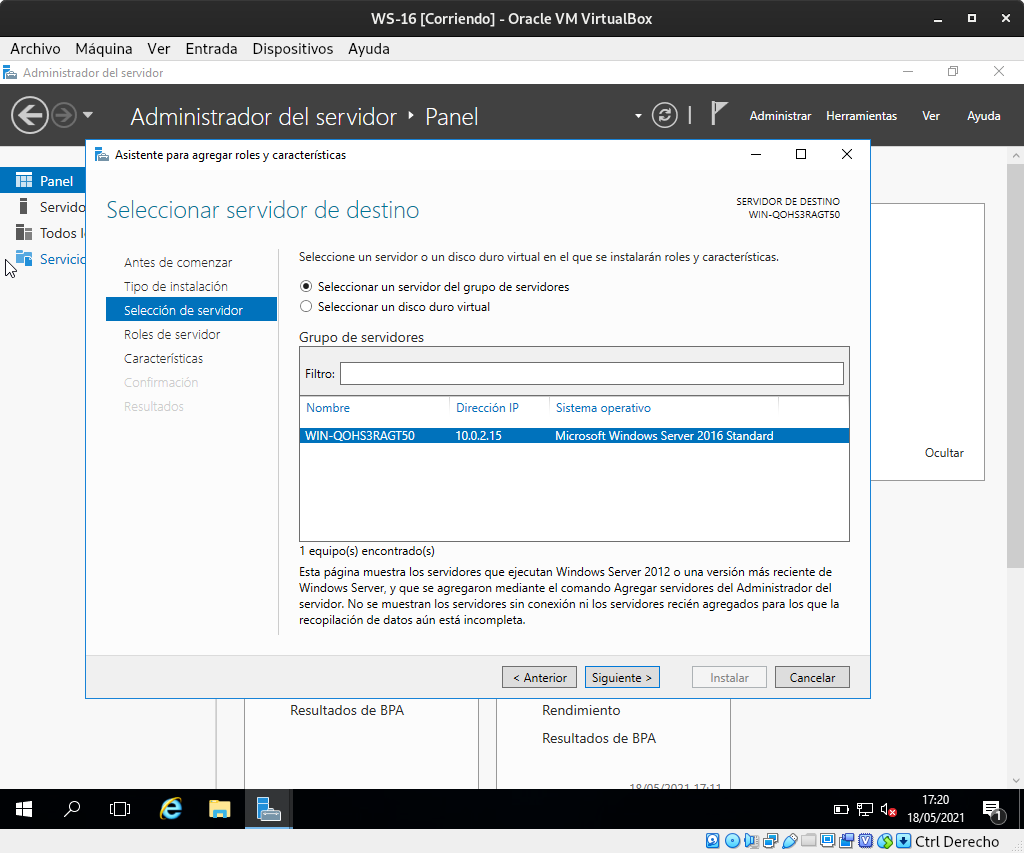 WS-16 [Corriendo] - Oracle VM VirtualBox
Archivo Máquina Ver Entrada Dispositivos Ayuda
Administrador del servidor
Administrador del servidor Panel
Administrar Herramientas Ver Ayuda
Asistente para agregar roles y características
Panel
Servido
Todos l
Servicio
Seleccionar servidor de destino
SERVIDOR DE DESTINO
WIN-QOHS3RAGT50
Antes de comenzar
Tipo de instalación
Selección de servidor
Roles de servidor
Características
Confirmación
Resultados
Seleccione un servidor o un disco duro virtual en el que se instalarán roles y características.
Seleccionar un servidor del grupo de servidores
Seleccionar un disco duro virtual
Grupo de servidores
Filtro:
Nombre Dirección IP Sistema operativo
WIN-QOHS3RAGT50 10.0.2.15 Microsoft Windows Server 2016 Standard
1 equipo(s) encontrado(s)
Esta página muestra los servidores que ejecutan Windows Server 2012 o una versión más reciente de
Windows Server, y que se agregaron mediante el comando Agregar servidores del Administrador del
servidor. No se muestran los servidores sin conexión ni los servidores recién agregados para los que la
recopilación de datos aún está incompleta.
Ocultar
< Anterior Siguiente > Instalar Cancelar
Resultados de BPA
Rendimiento
Resultados de BPA
18/05/2021 17:11
17:20
18/05/2021
1
Ctrl Derecho